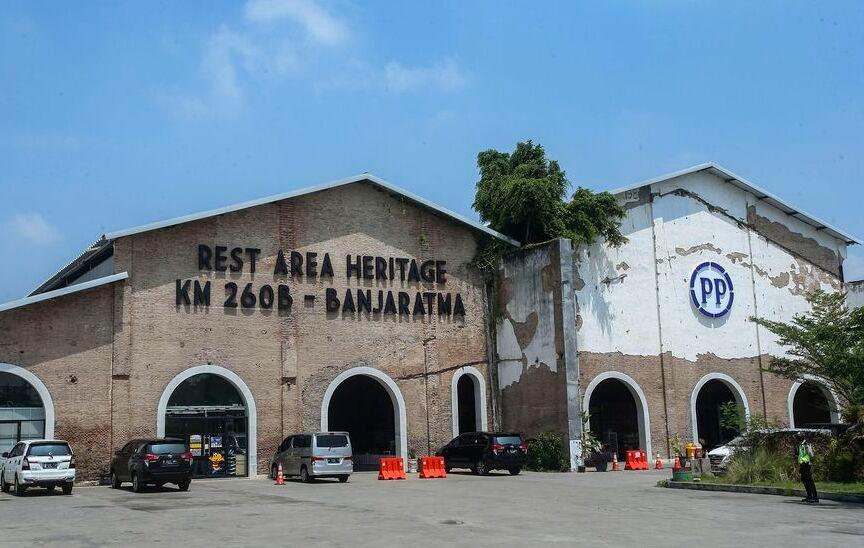 REST AREA HERITAGE
KM 260B - BANJARATMA
PP